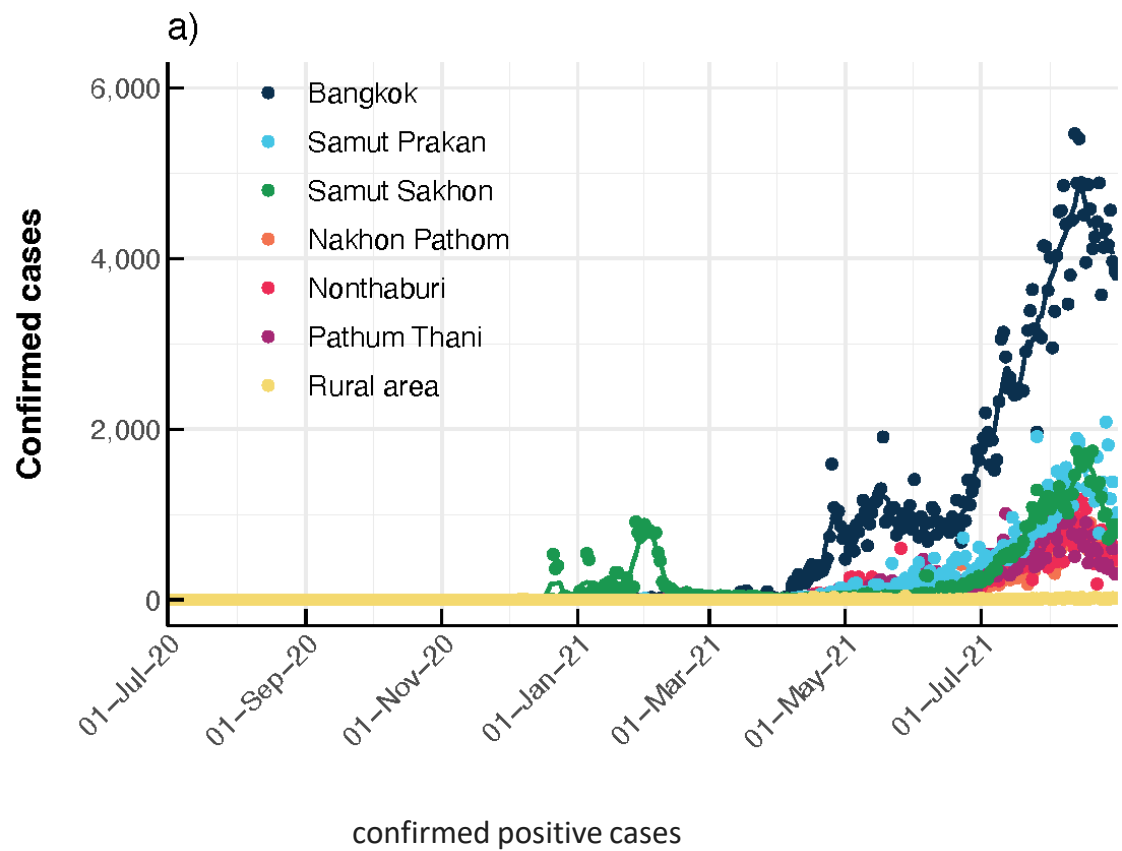 a)
Confirmed cases
6,000
4,000
2,000
0
Bangkok
Samut Prakan
Samut Sakhon
Nakhon Pathom
Nonthaburi
Pathum Thani
Rural area
01−Jul−20
01−Sep−20
01−Nov−20
01−Jan−21
01−Mar−21
01−May−21
01−Jul−21
confirmed positive cases